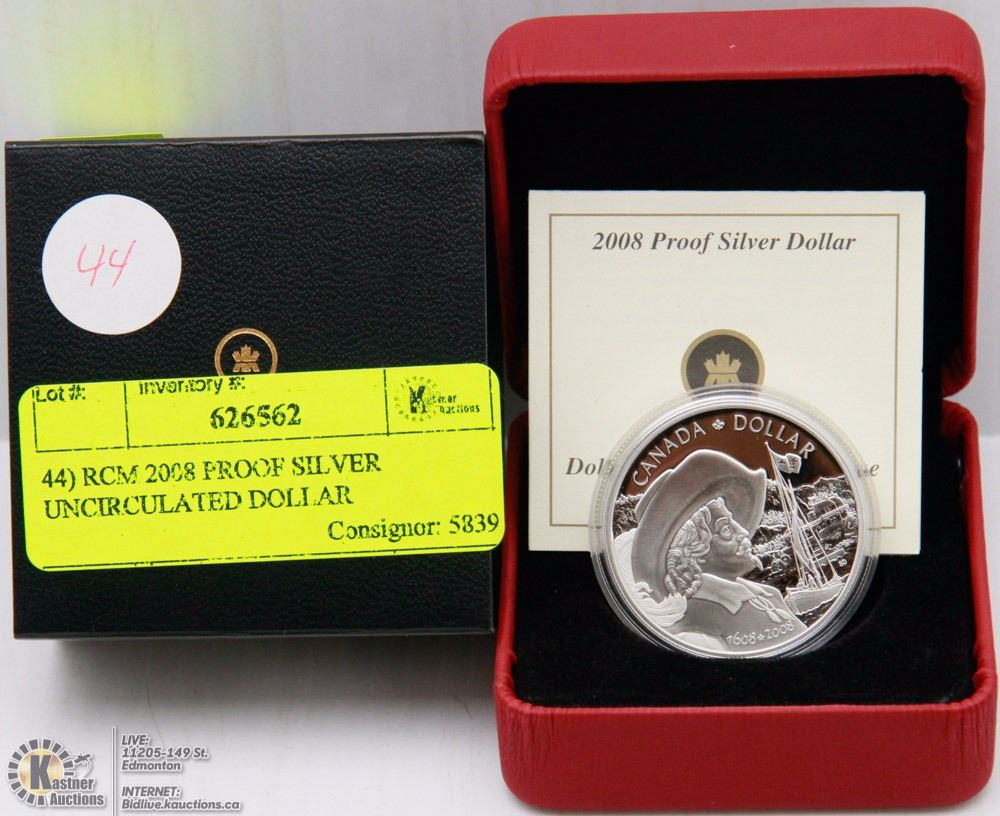 44
Lot #:
Inventory #:
626562
Kastner
Auctions
44) RCM 2008 PROOF SILVER
UNCIRCULATED DOLLAR
Consignor: 5839
2008 Proof Silver Dollar
CANADA DOLLAR
1608 2008
Kastner
Auctions
LIVE:
11205-149 St.
Edmonton
INTERNET:
Bidlive.kauctions.ca